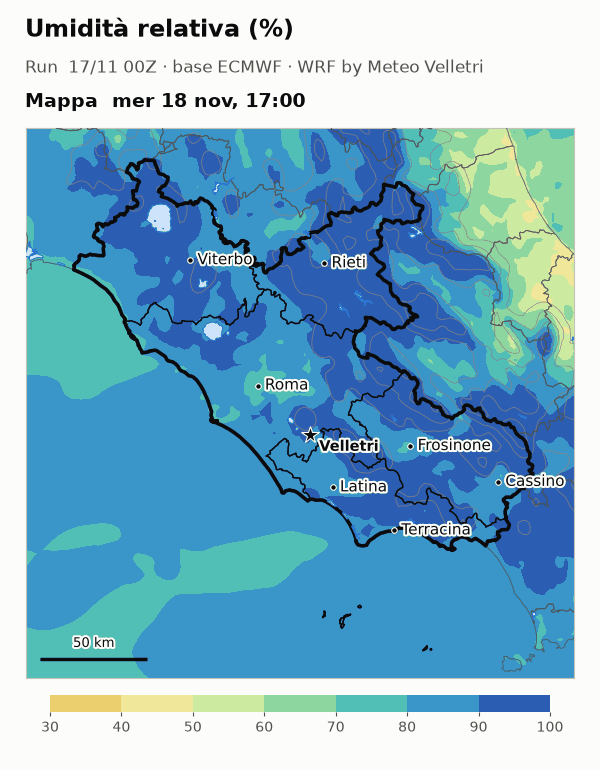 Umidità relativa (%)
Run  17/11 00Z · base ECMWF · WRF by Meteo Velletri
Mappa  mer 18 nov, 17:00
Viterbo
Rieti
Roma
Velletri
Frosinone
Cassino
Latina
Terracina
50 km
30 40 50 60 70 80 90 100